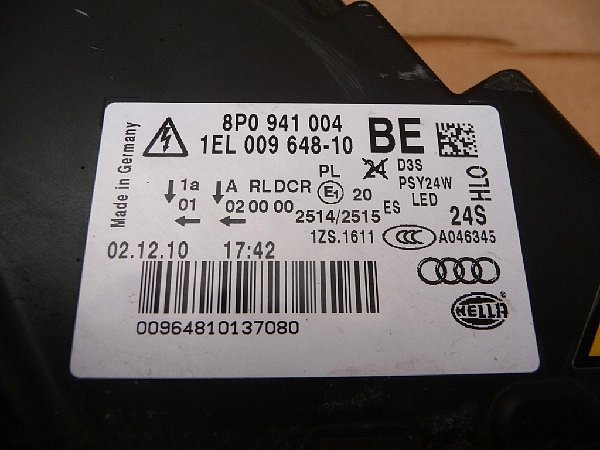 8P0 941 004 BE
1EL 009 648-10
Made in Germany
PL 24 D3S
1a A RLDCR E1 20 PSY24W
01 02 00 00 2514/2515 ES LED
24S HLO
1ZS.1611 CCC A046345
02.12.10 17:42
00964810137080
HELLA